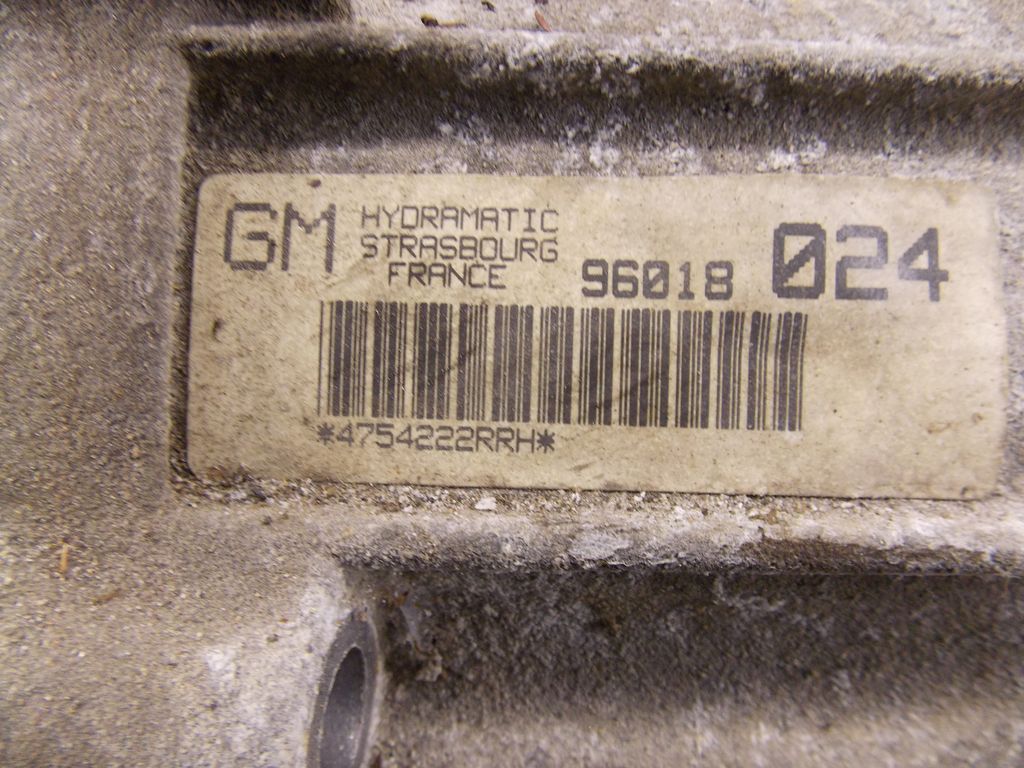 GM HYDRAMATIC
STRASBOURG
FRANCE
96018 024
*4754222RRH*